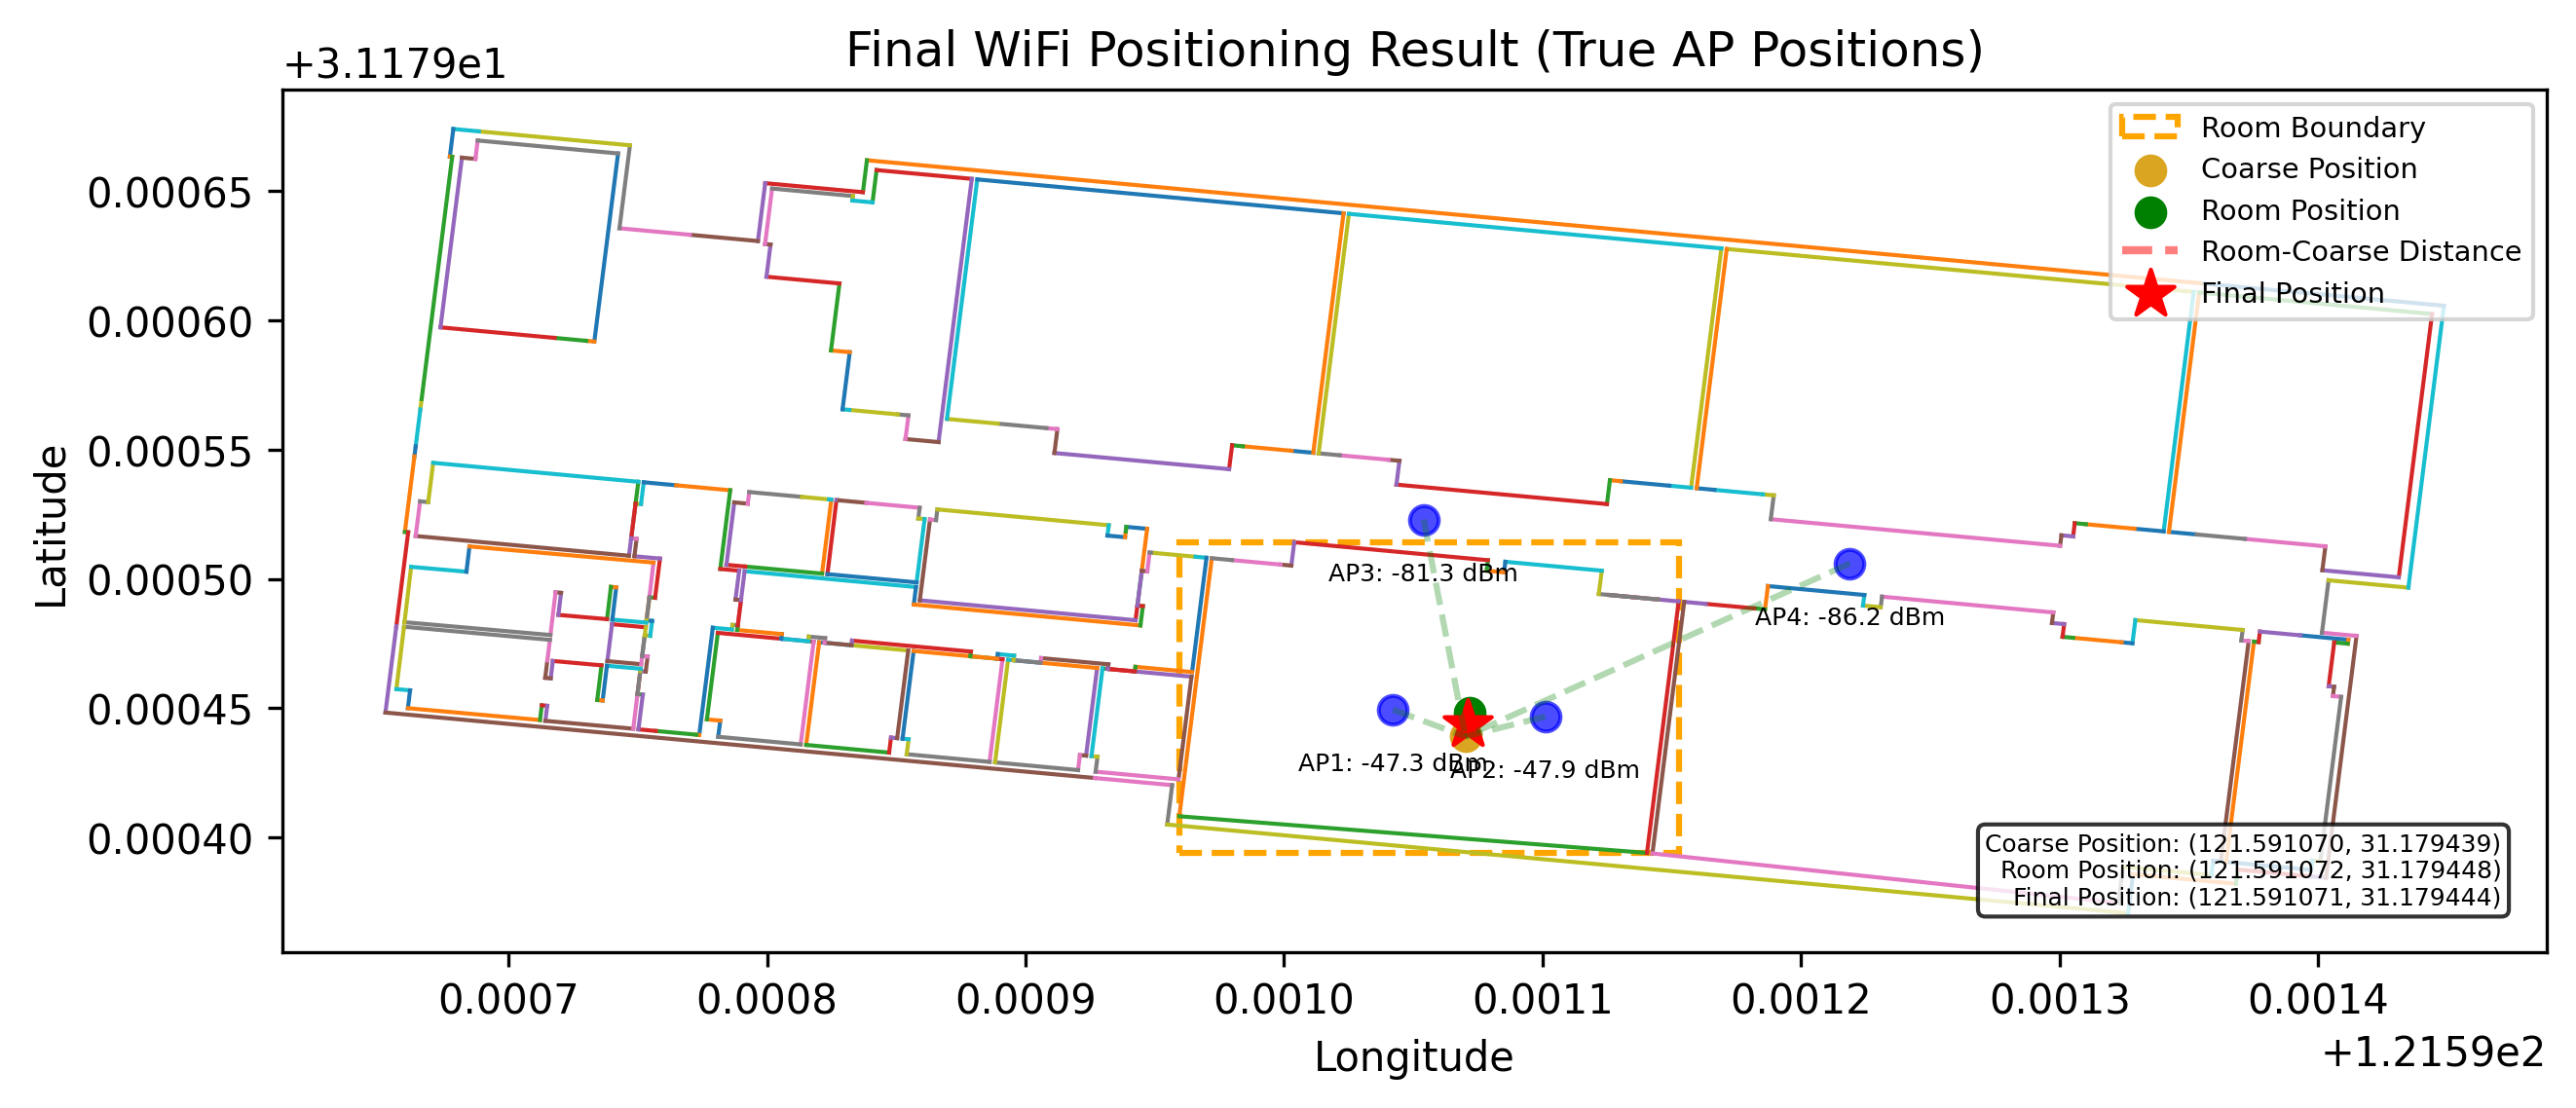 Final WiFi Positioning Result (True AP Positions)
+3.1179e1
Room Boundary
Coarse Position
Room Position
Room-Coarse Distance
Final Position
0.00065
0.00060
0.00055
0.00050
0.00045
0.00040
Latitude
AP3: -81.3 dBm
AP4: -86.2 dBm
AP1: -47.3 dBm
AP2: -47.9 dBm
Coarse Position: (121.591070, 31.179439)
Room Position: (121.591072, 31.179448)
Final Position: (121.591071, 31.179444)
0.0007
0.0008
0.0009
0.0010
0.0011
0.0012
0.0013
0.0014
Longitude
+1.2159e2